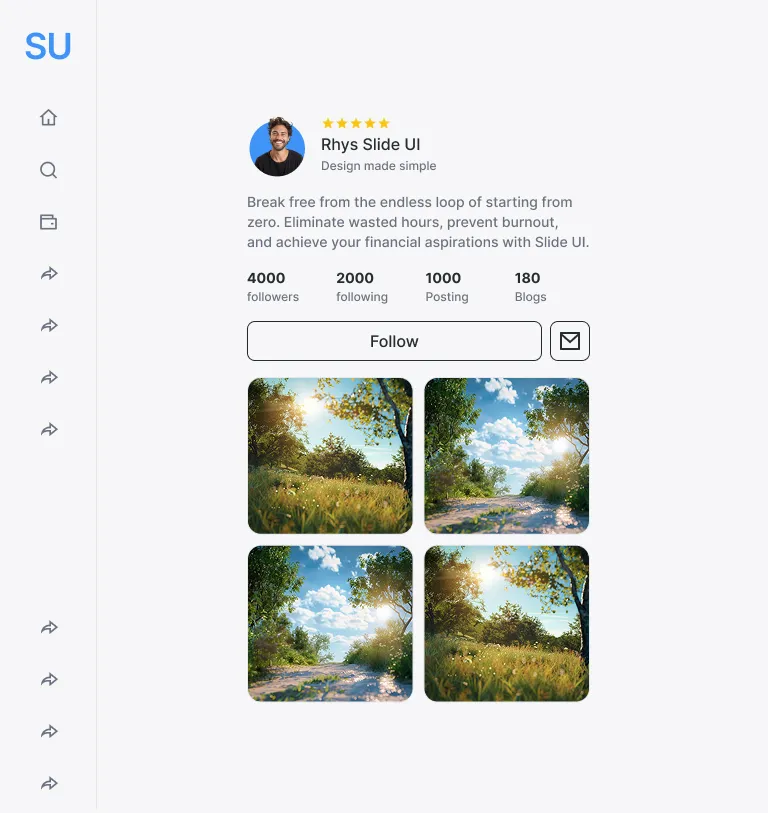 SU
Rhys Slide UI
Design made simple
Break free from the endless loop of starting from
zero. Eliminate wasted hours, prevent burnout,
and achieve your financial aspirations with Slide UI.
4000 2000 1000 180
followers following Posting Blogs
Follow